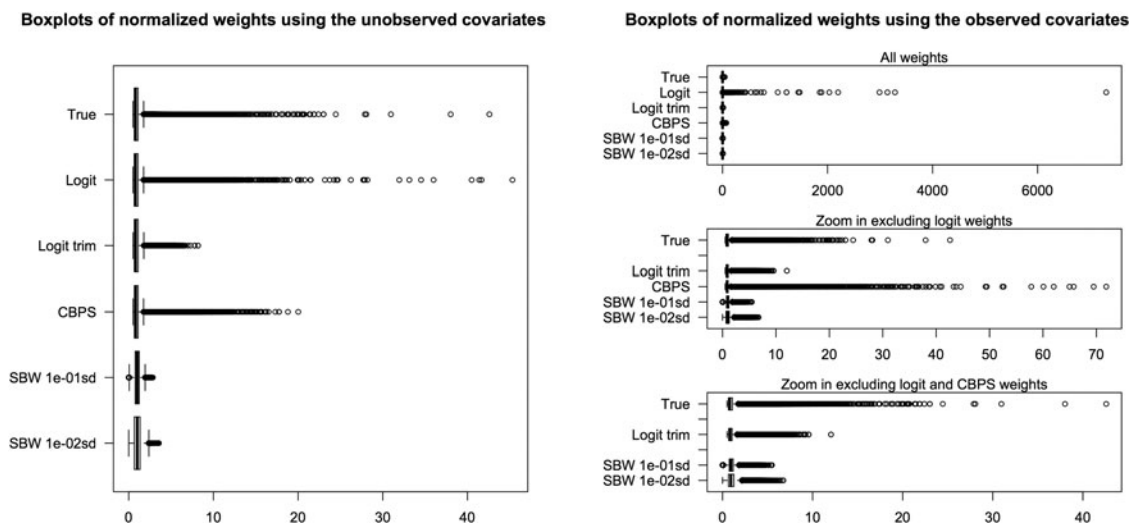 Boxplots of normalized weights using the unobserved covariates
True
Logit
Logit trim
CBPS
SBW 1e-01sd
SBW 1e-02sd
0 10 20 30 40
Boxplots of normalized weights using the observed covariates
All weights
True
Logit
Logit trim
CBPS
SBW 1e-01sd
SBW 1e-02sd
0 2000 4000 6000
Zoom in excluding logit weights
True
Logit trim
CBPS
SBW 1e-01sd
SBW 1e-02sd
0 10 20 30 40 50 60 70
Zoom in excluding logit and CBPS weights
True
Logit trim
SBW 1e-01sd
SBW 1e-02sd
0 10 20 30 40